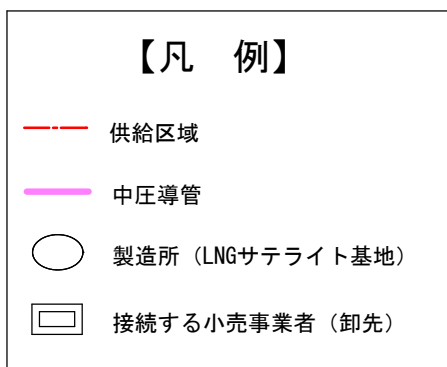 【凡　例】
供給区域
中圧導管
製造所（LNGサテライト基地）
接続する小売事業者（卸先）